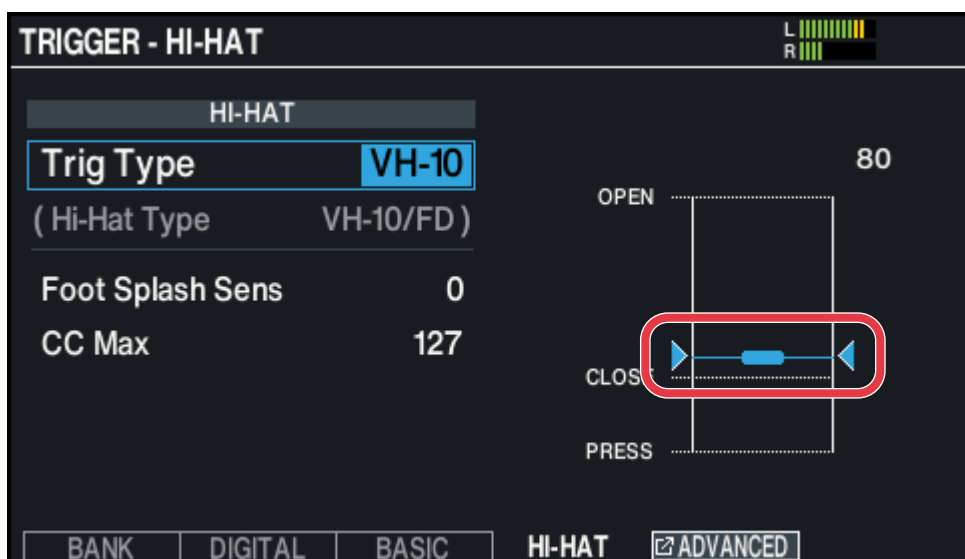 TRIGGER - HI-HAT
L
R
HI-HAT
Trig Type VH-10
( Hi-Hat Type VH-10/FD )
Foot Splash Sens 0
CC Max 127
80
OPEN
CLOSE
PRESS
BANK DIGITAL BASIC HI-HAT ADVANCED